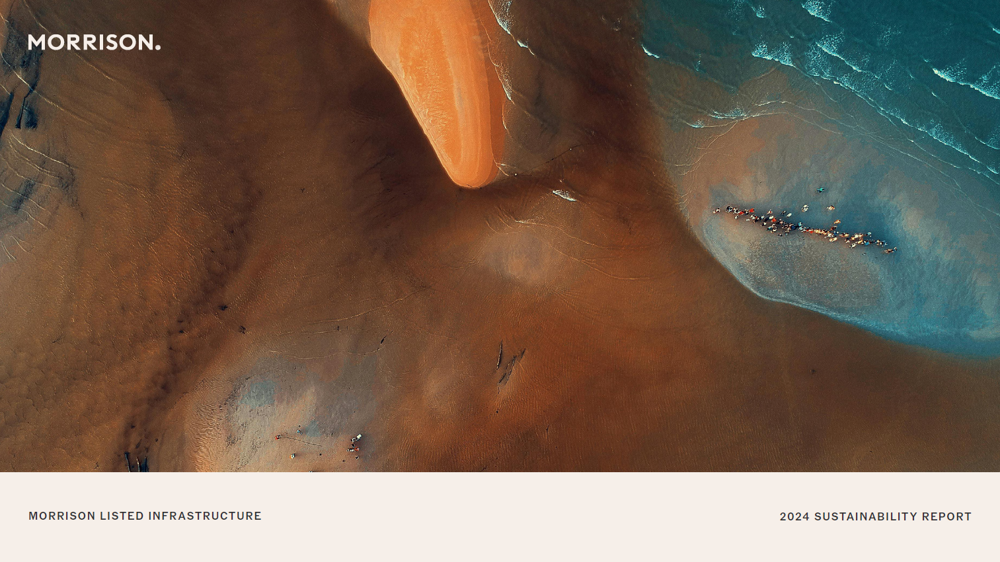 MORRISON.
MORRISON LISTED INFRASTRUCTURE
2024 SUSTAINABILITY REPORT